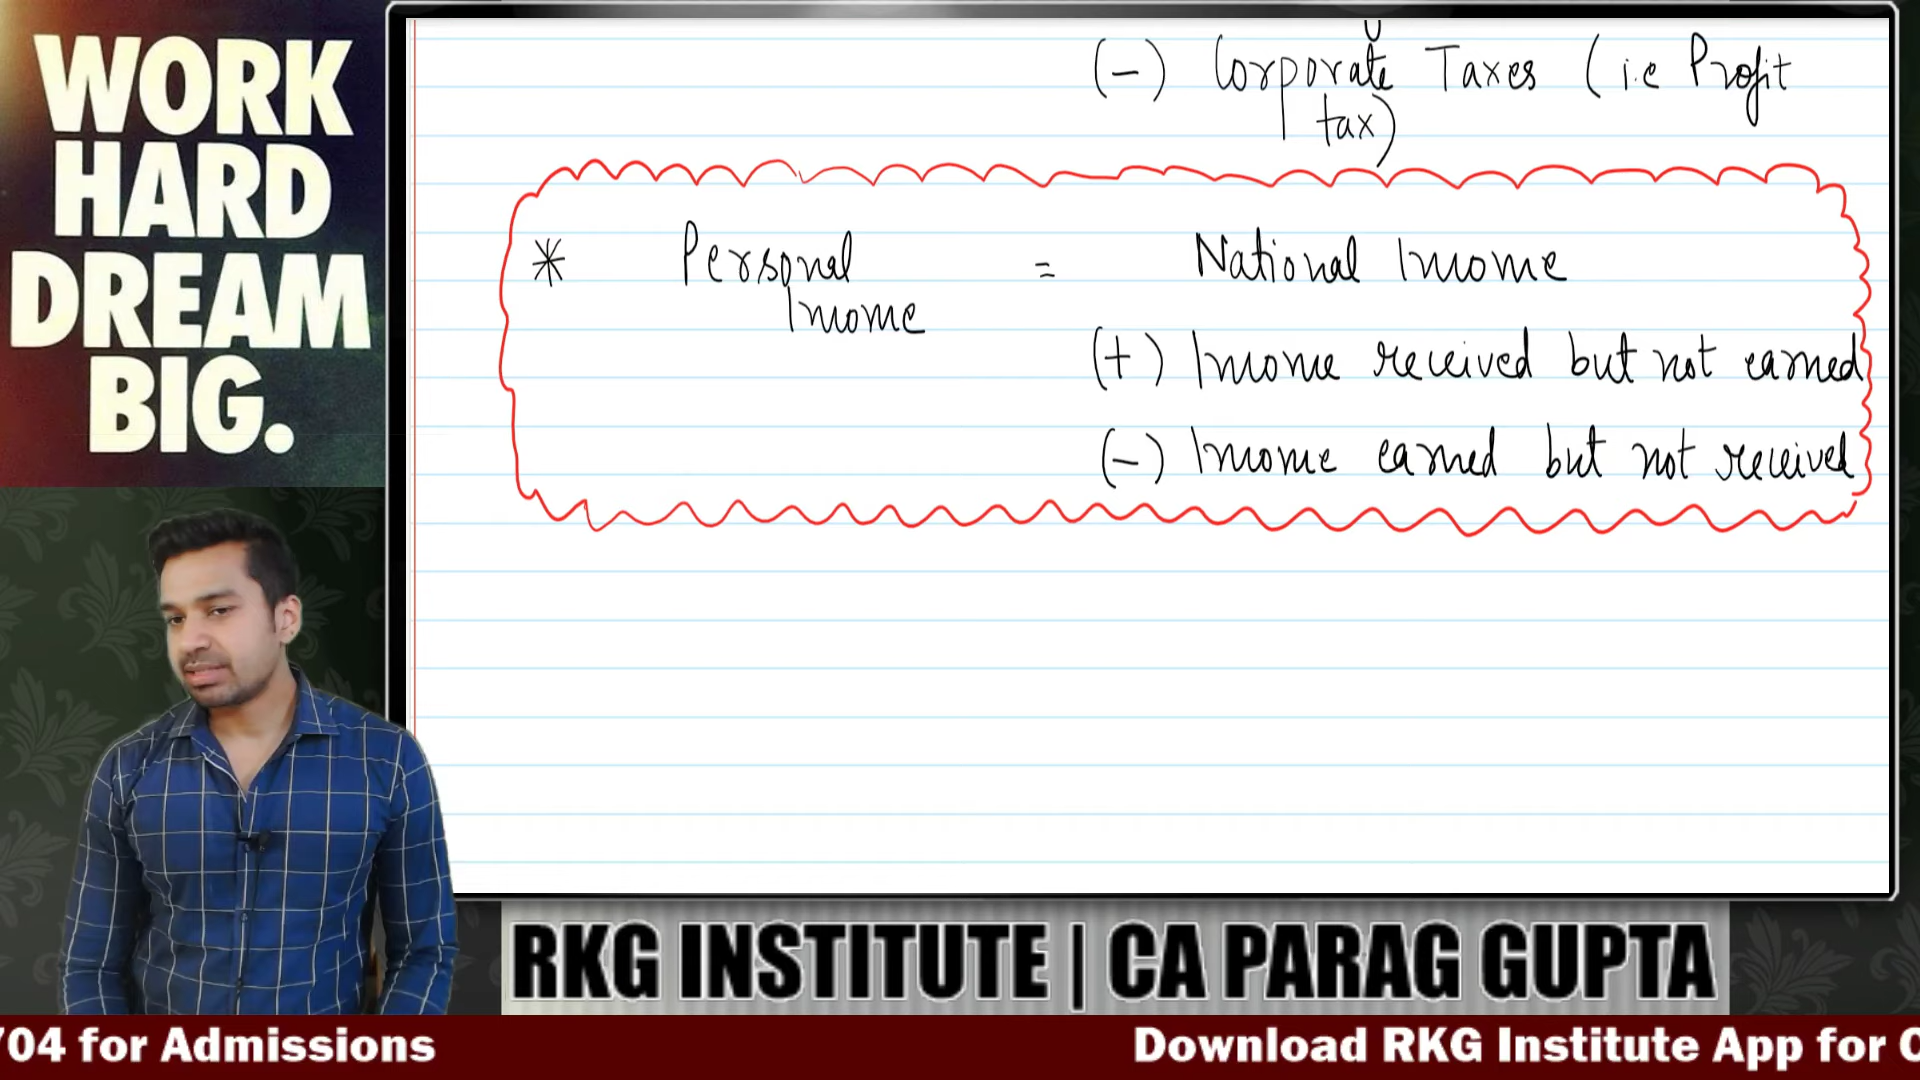 WORK
HARD
DREAM
BIG.
(-) Corporate Taxes (i.e Profit
tax)
* Personal = National Income
Income
(+) Income received but not earned
(-) Income earned but not received
RKG INSTITUTE | CA PARAG GUPTA
704 for Admissions Download RKG Institute App for C